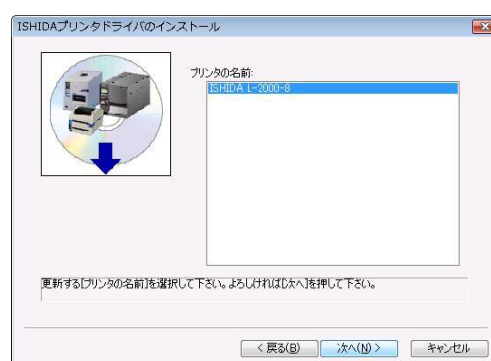 ISHIDAプリンタドライバのインストール
プリンタの名前:
ISHIDA L-2000-8
更新する[プリンタの名前]を選択して下さい。よろしければ[次へ]を押して下さい。
< 戻る(B)
次へ(N) >
キャンセル